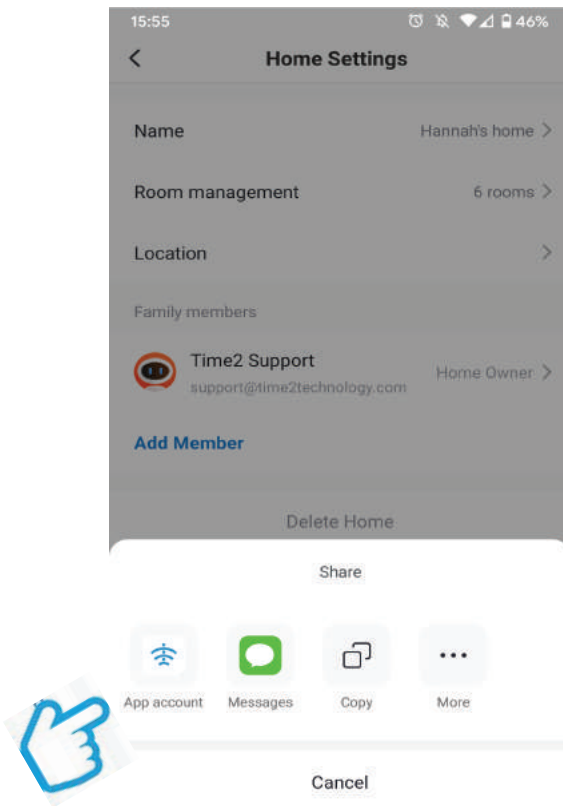 15:55 46%
Home Settings
Name Hannah's home
Room management 6 rooms
Location
Family members
Time2 Support
support@time2technology.com Home Owner
Add Member
Delete Home
Share
App account Messages Copy More
Cancel